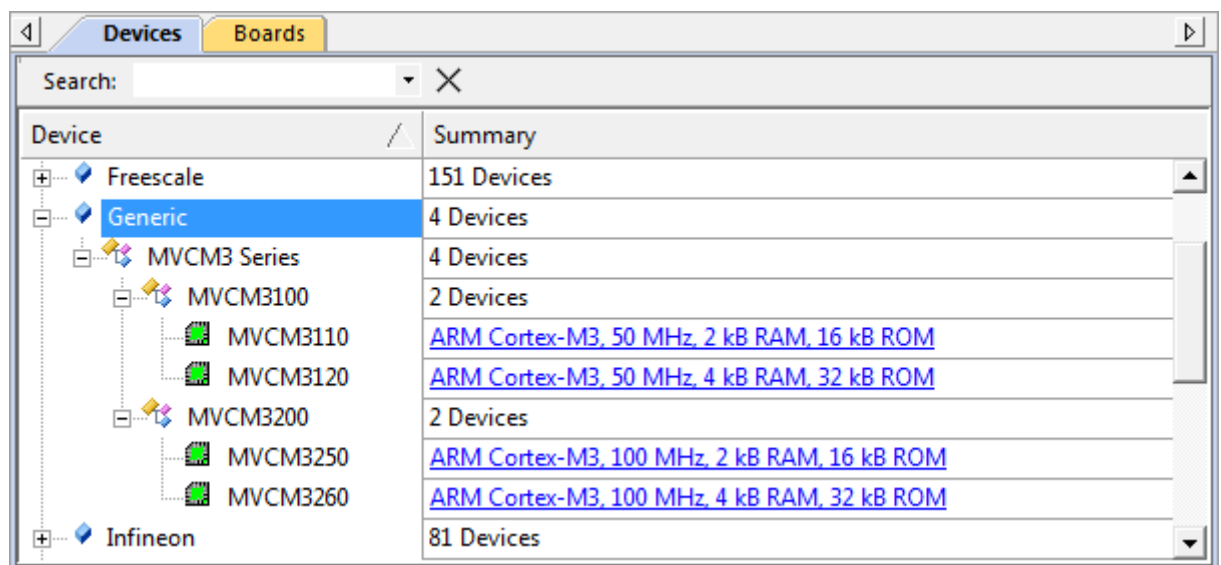 Devices Boards
Search:
Device Summary
Freescale 151 Devices
Generic 4 Devices
MVCM3 Series 4 Devices
MVCM3100 2 Devices
MVCM3110 ARM Cortex-M3, 50 MHz, 2 kB RAM, 16 kB ROM
MVCM3120 ARM Cortex-M3, 50 MHz, 4 kB RAM, 32 kB ROM
MVCM3200 2 Devices
MVCM3250 ARM Cortex-M3, 100 MHz, 2 kB RAM, 16 kB ROM
MVCM3260 ARM Cortex-M3, 100 MHz, 4 kB RAM, 32 kB ROM
Infineon 81 Devices